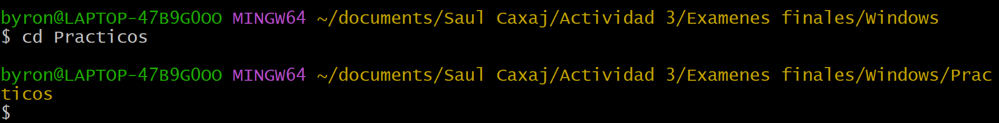 byron@LAPTOP-47B9G0OO MINGW64 ~/documents/Saul Caxaj/Actividad 3/Examenes finales/Windows
$ cd Practicos
byron@LAPTOP-47B9G0OO MINGW64 ~/documents/Saul Caxaj/Actividad 3/Examenes finales/Windows/Prac
ticos
$